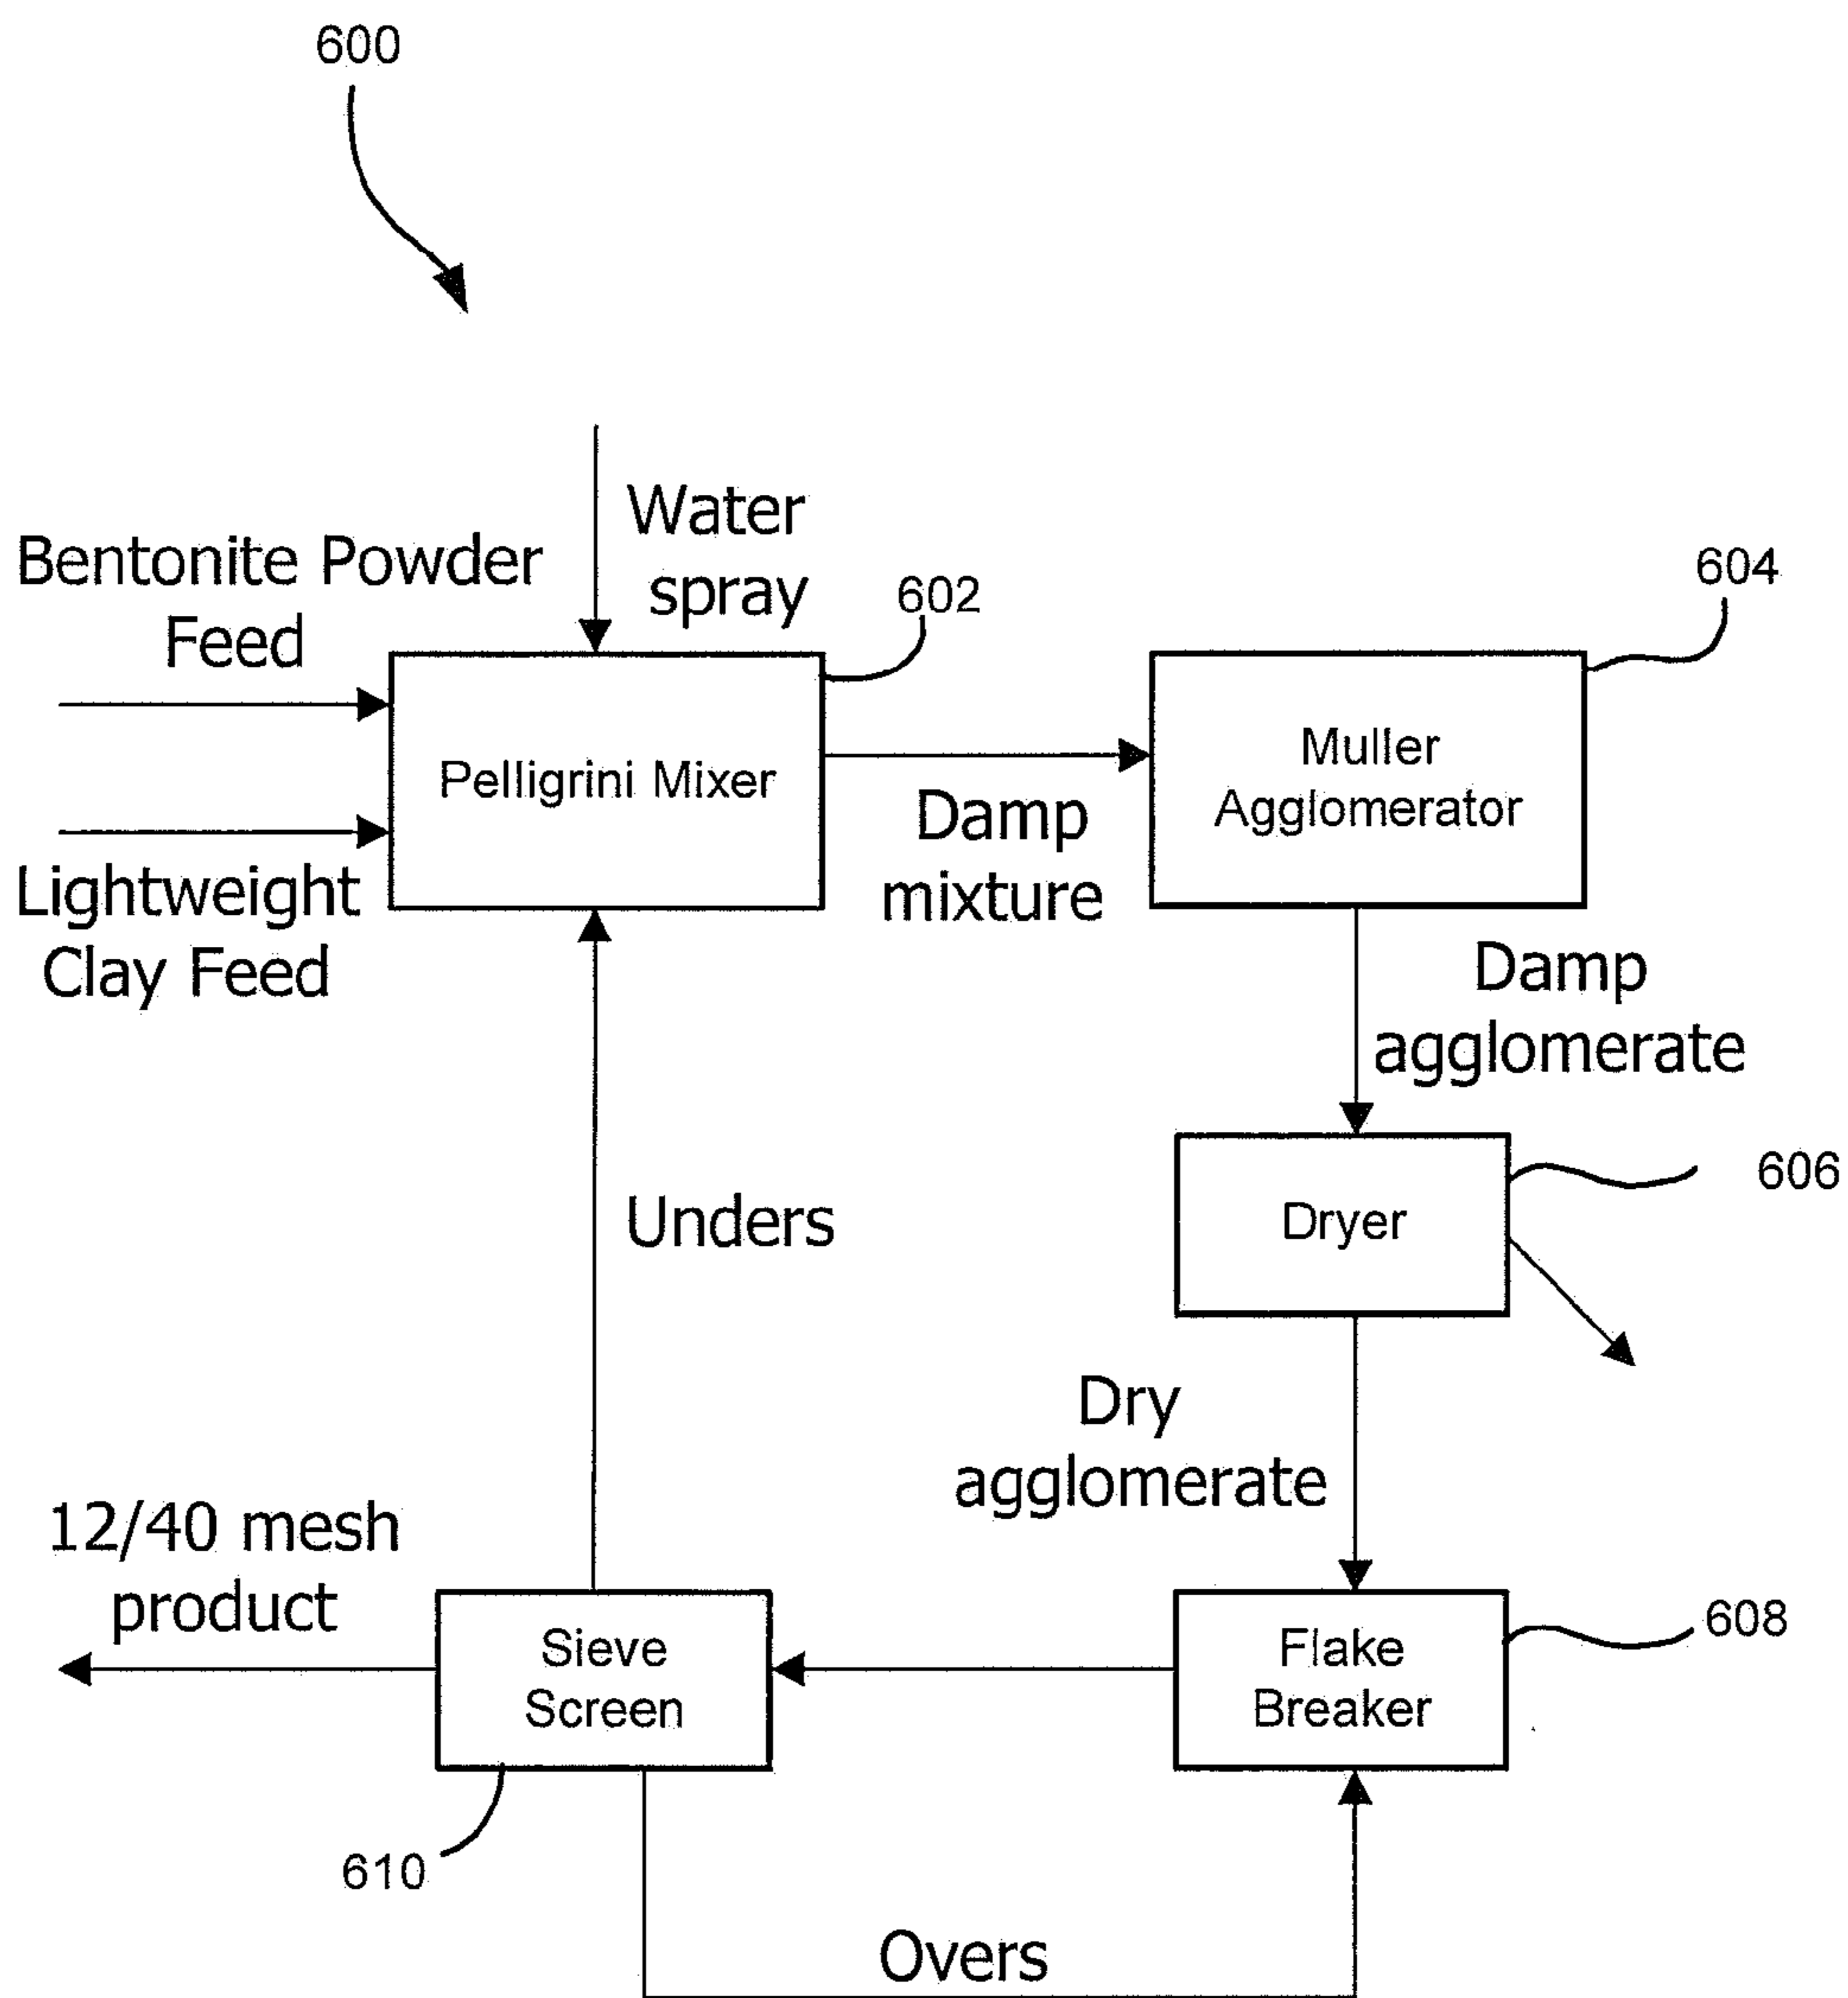 600
Water
spray
Bentonite Powder
Feed
602
604
Pelligrini Mixer
Muller
Agglomerator
Damp
mixture
Lightweight
Clay Feed
Damp
agglomerate
606
Unders
Dryer
Dry
agglomerate
12/40 mesh
product
Sieve
Screen
Flake
Breaker
608
610
Overs